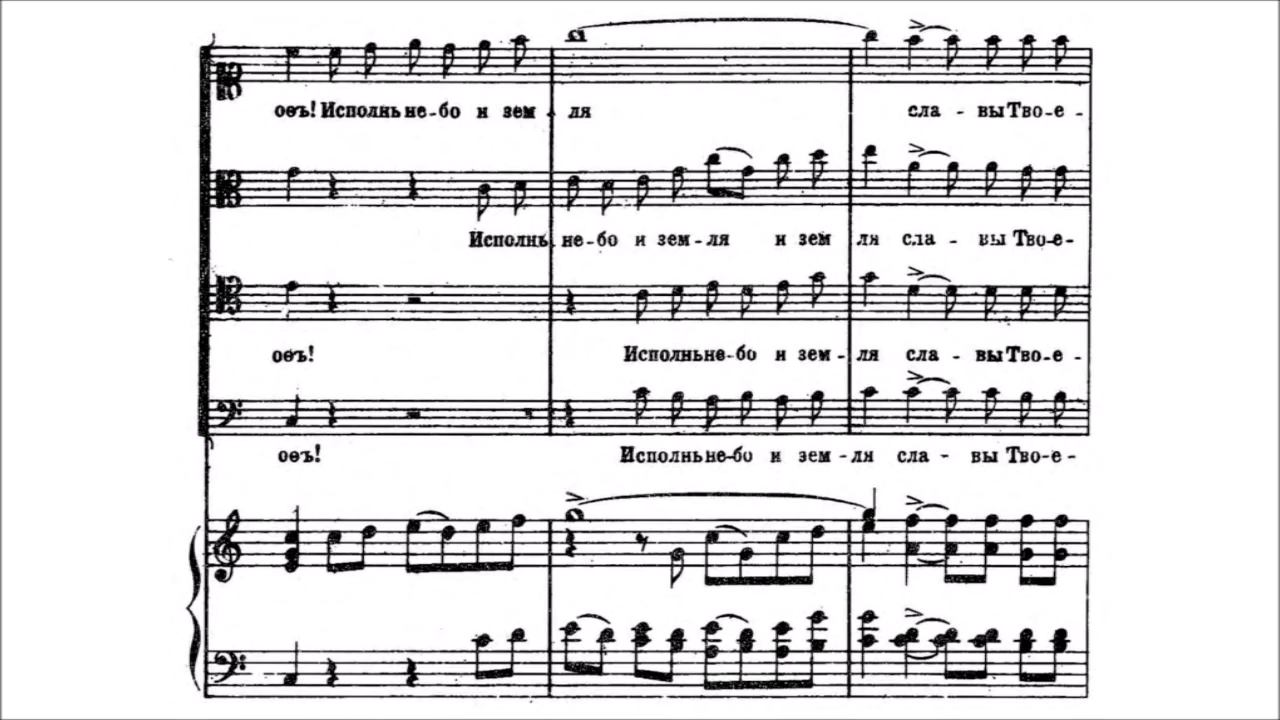 оѳъ! Исполнь не-бо и зем - ля сла - вы Тво-е -
Исполнь не-бо и зем-ля и зем ля сла - вы Тво-е-
оѳъ! Исполнь не-бо и зем - ля сла - вы Тво-е -
оѳъ! Исполнь не-бо и зем - ля сла - вы Тво-е -